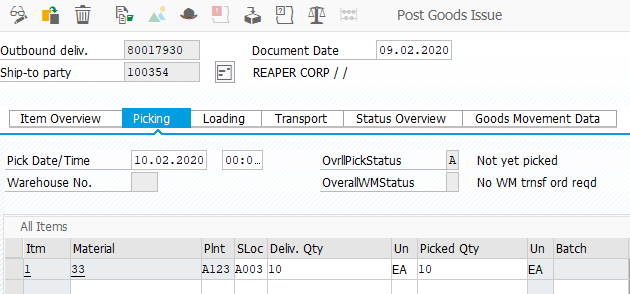 Post Goods Issue
Outbound deliv. 80017930 Document Date 09.02.2020
Ship-to party 100354 REAPER CORP / /
Item Overview Picking Loading Transport Status Overview Goods Movement Data
Pick Date/Time 10.02.2020 00:0... OvrllPickStatus A Not yet picked
Warehouse No. OverallWMStatus No WM trnsf ord reqd
All Items
Itm Material Plnt SLoc Deliv. Qty Un Picked Qty Un Batch
1 33 A123 A003 10 EA 10 EA